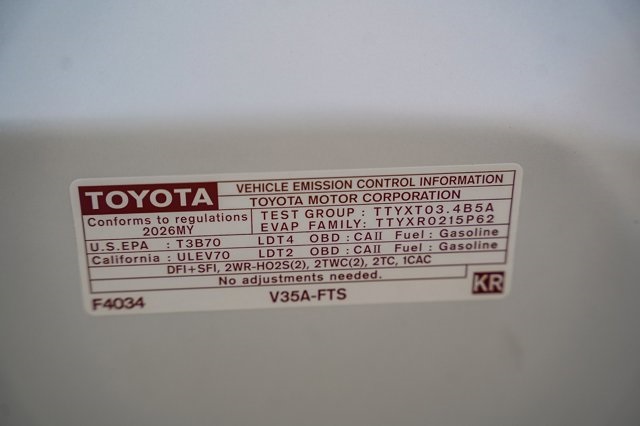 TOYOTA VEHICLE EMISSION CONTROL INFORMATION
TOYOTA MOTOR CORPORATION
Conforms to regulations TEST GROUP : TTYXT03.4B5A
2026MY EVAP FAMILY: TTYXR0215P62
U.S.EPA : T3B70 LDT4 OBD : CAII Fuel : Gasoline
California : ULEV70 LDT2 OBD : CAII Fuel : Gasoline
DFI+SFI, 2WR-HO2S(2), 2TWC(2), 2TC, 1CAC
No adjustments needed.
F4034 V35A-FTS KR